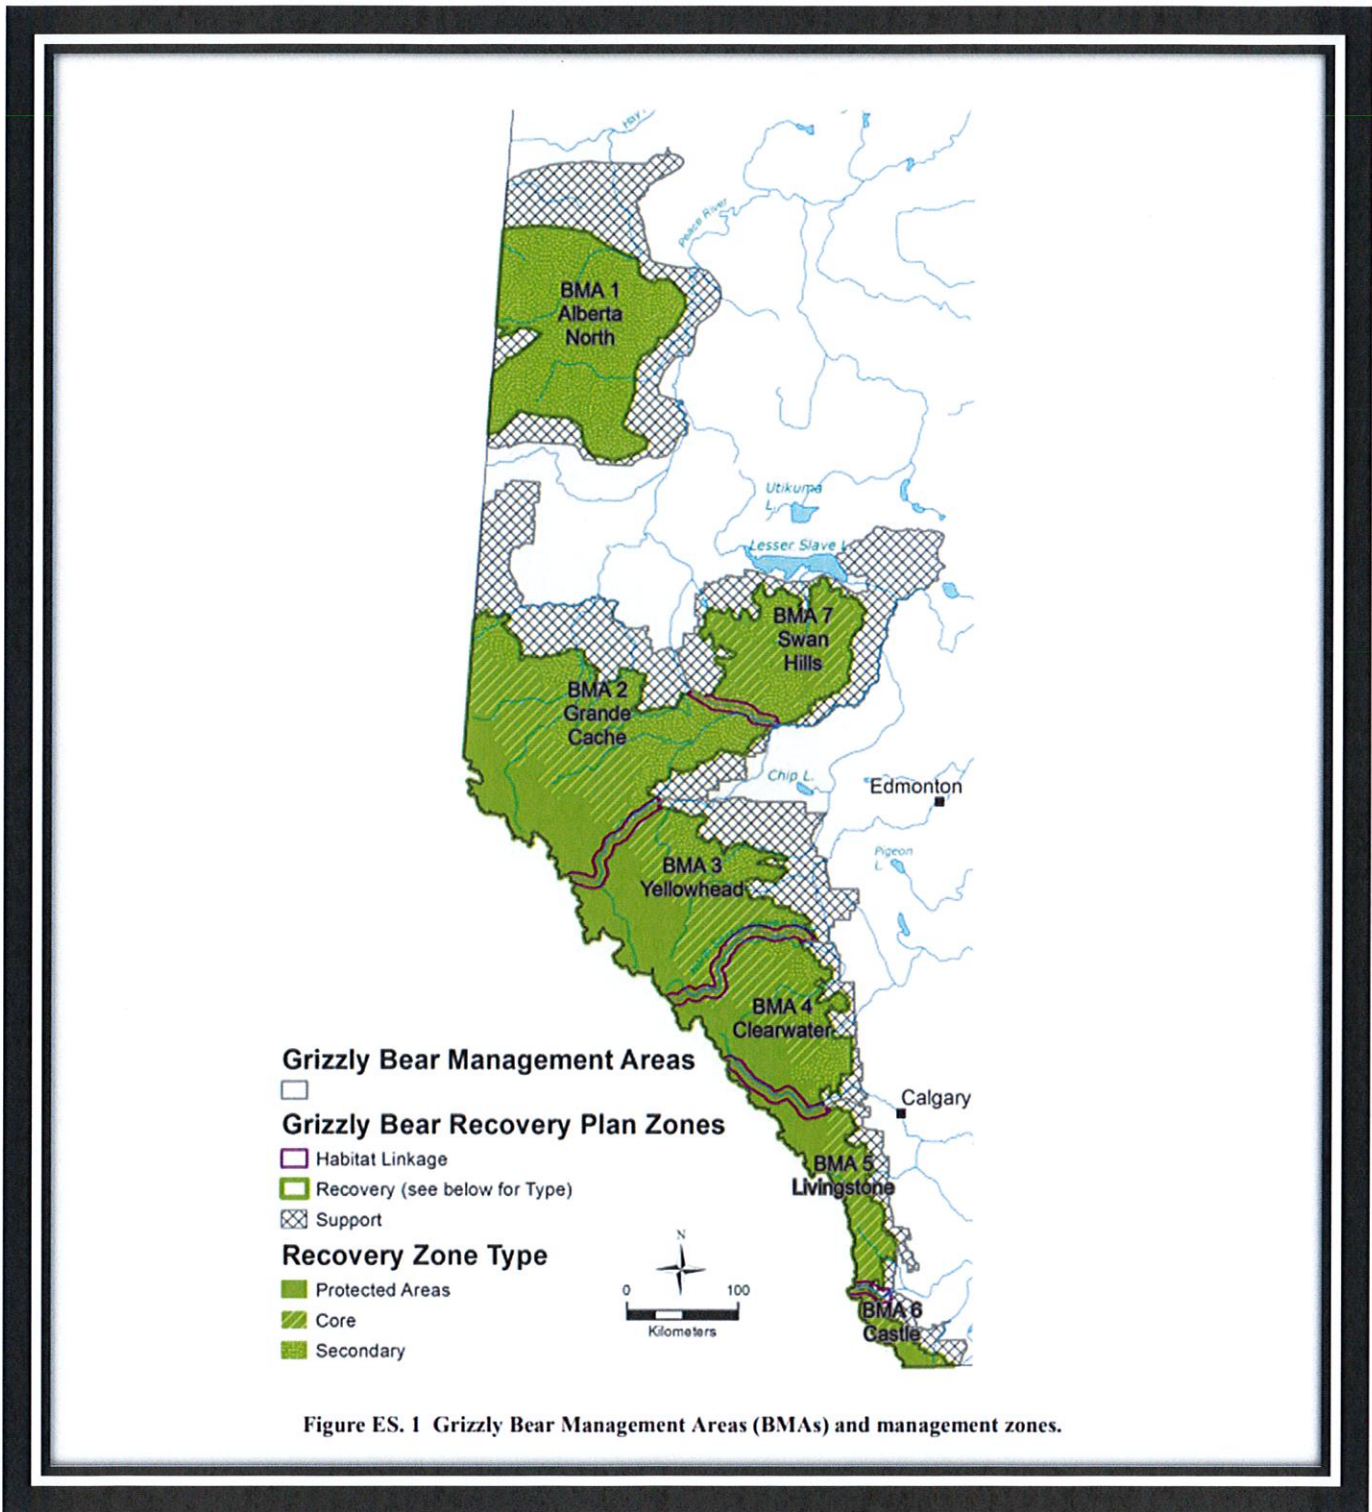 HAY
Peace River
BMA 1
Alberta
North
Utikuma
L.
Lesser Slave L
BMA 7
Swan
Hills
BMA 2
Grande
Cache
Chip L.
Edmonton
BMA 3
Yellowhead
Pigeon
L.
BMA 4
Clearwater
Grizzly Bear Management Areas
Calgary
Grizzly Bear Recovery Plan Zones
Habitat Linkage
Recovery (see below for Type)
Support
BMA 5
Livingstone
Recovery Zone Type
Protected Areas
Core
Secondary
N
0 100
Kilometers
BMA 6
Castle
Figure ES. 1 Grizzly Bear Management Areas (BMAs) and management zones.